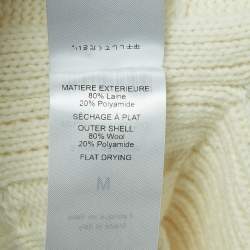 MATIERE EXTERIEURE:
80% Laine
20% Polyamide
SÉCHAGE À PLAT
OUTER SHELL:
80% Wool
20% Polyamide
FLAT DRYING
M